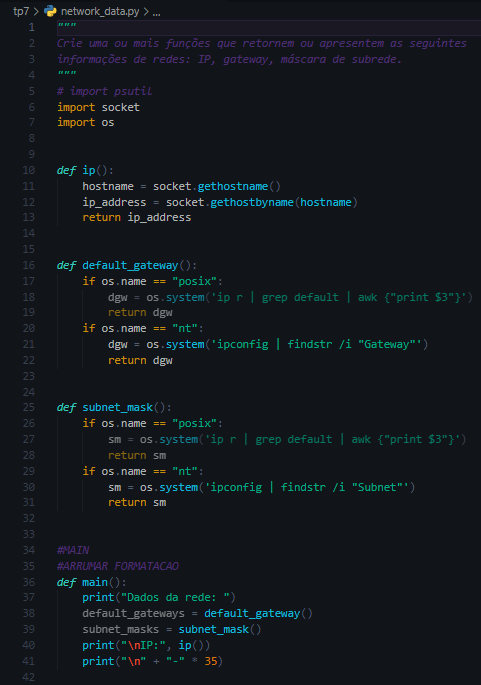 tp7 > network_data.py > ...
1 """
2 Crie uma ou mais funções que retornem ou apresentem as seguintes
3 informações de redes: IP, gateway, máscara de subrede.
4 """
5 # import psutil
6 import socket
7 import os
8
9
10 def ip():
11     hostname = socket.gethostname()
12     ip_address = socket.gethostbyname(hostname)
13     return ip_address
14
15
16 def default_gateway():
17     if os.name == "posix":
18         dgw = os.system('ip r | grep default | awk {"print $3"}')
19         return dgw
20     if os.name == "nt":
21         dgw = os.system('ipconfig | findstr /i "Gateway"')
22         return dgw
23
24
25 def subnet_mask():
26     if os.name == "posix":
27         sm = os.system('ip r | grep default | awk {"print $3"}')
28         return sm
29     if os.name == "nt":
30         sm = os.system('ipconfig | findstr /i "Subnet"')
31         return sm
32
33
34 #MAIN
35 #ARRUMAR FORMATACAO
36 def main():
37     print("Dados da rede: ")
38     default_gateways = default_gateway()
39     subnet_masks = subnet_mask()
40     print("\nIP:", ip())
41     print("\n" + "-" * 35)
42